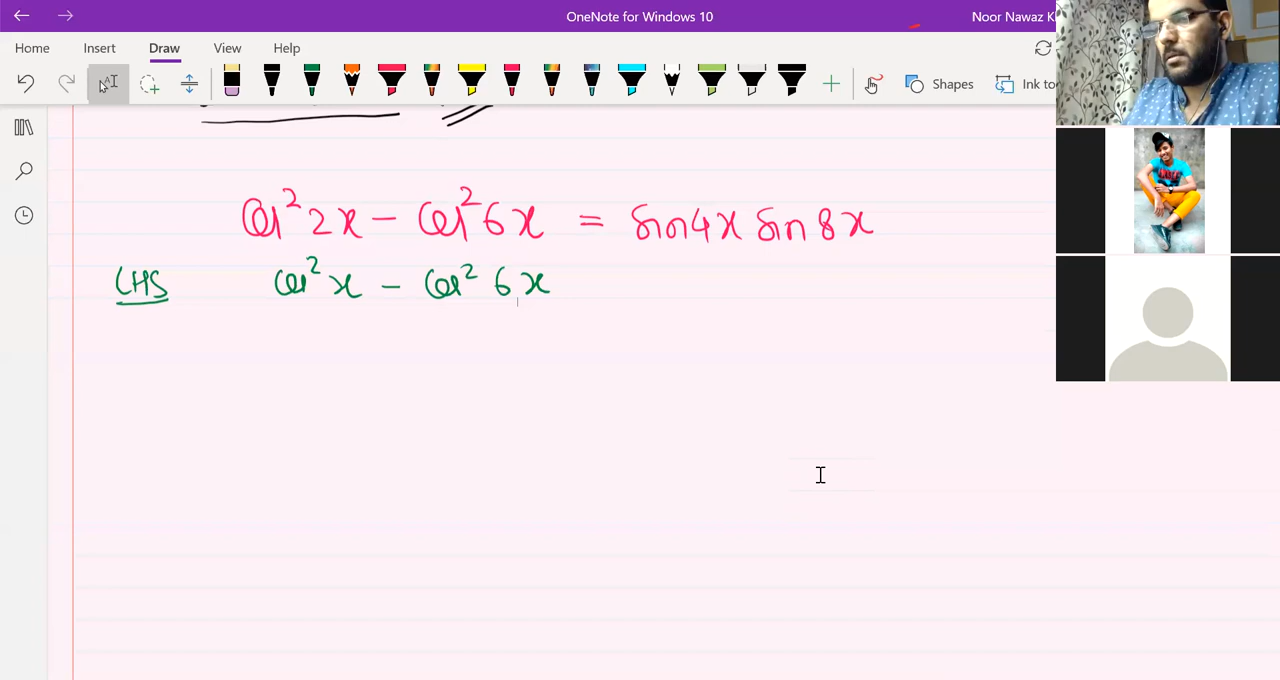 OneNote for Windows 10
Noor Nawaz K
Home Insert Draw View Help
Shapes Ink to
Cos²2x − Cos²6x = Sin4x Sin8x
LHS Cos²x − Cos²6x